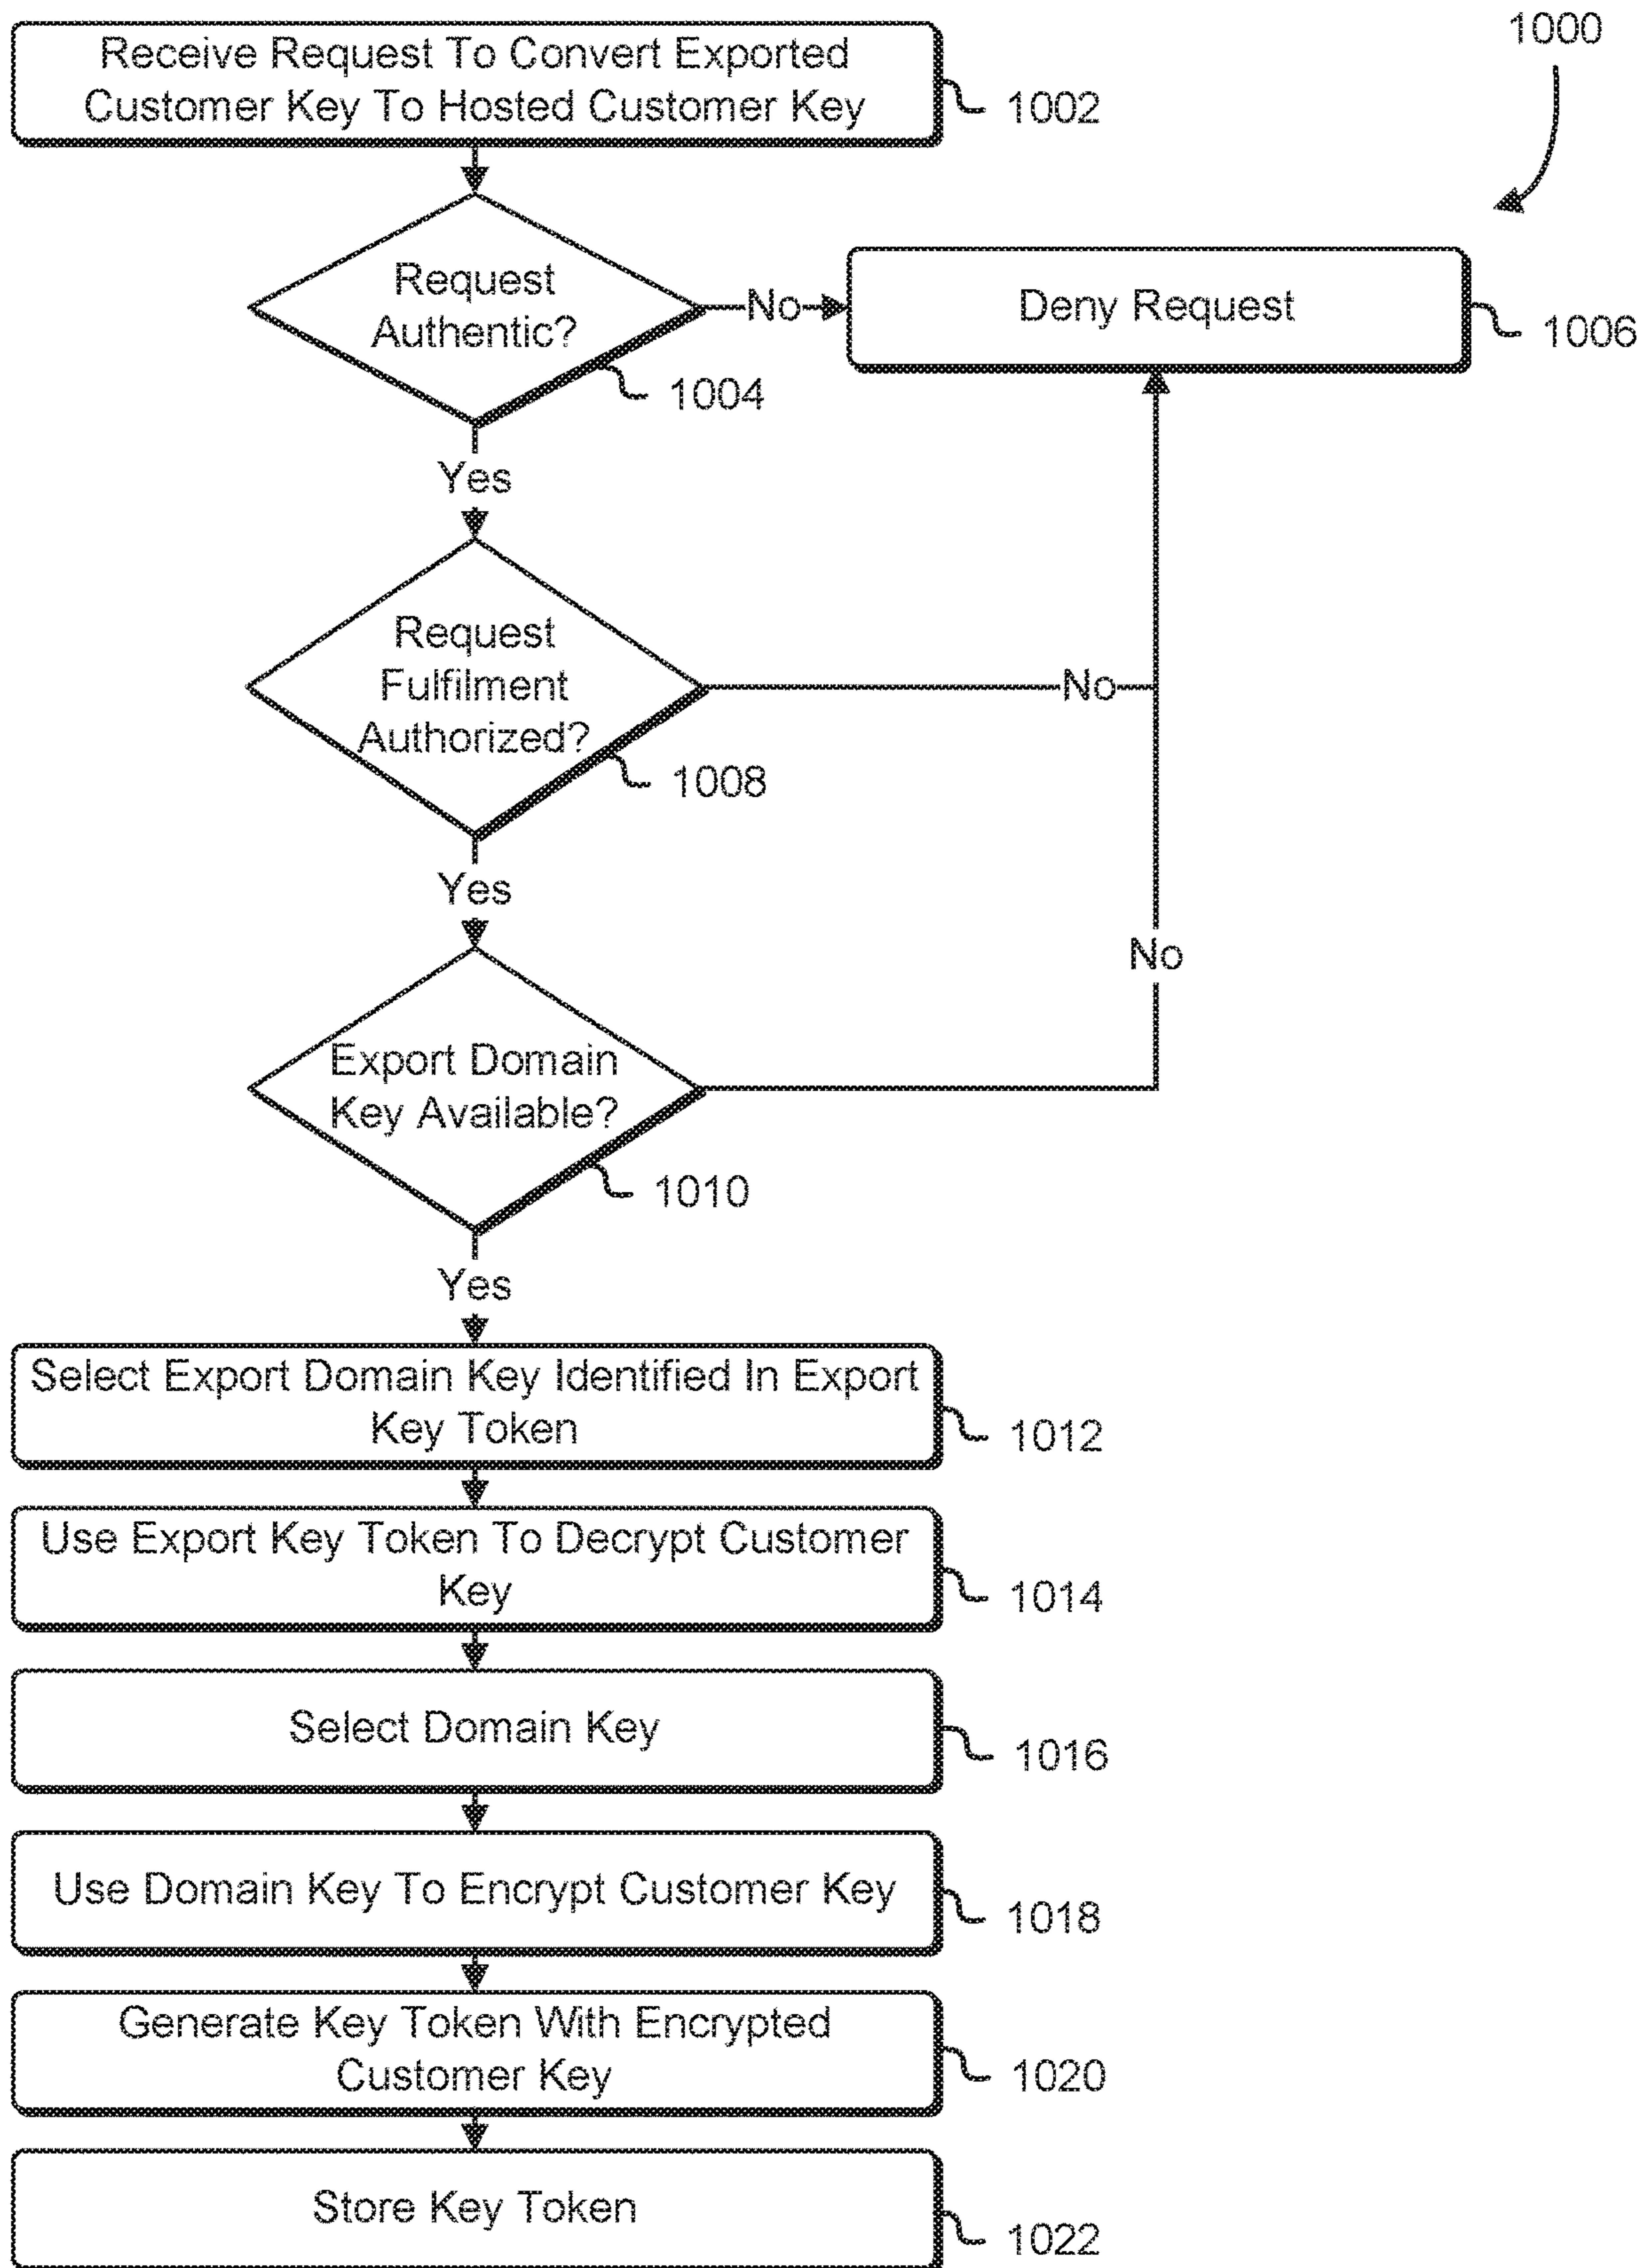 1000
Receive Request To Convert Exported
Customer Key To Hosted Customer Key
1002
Request
Authentic?
1004
No
Deny Request
1006
Yes
Request
Fulfilment
Authorized?
1008
No
Yes
Export Domain
Key Available?
1010
No
Yes
Select Export Domain Key Identified In Export
Key Token
1012
Use Export Key Token To Decrypt Customer
Key
1014
Select Domain Key
1016
Use Domain Key To Encrypt Customer Key
1018
Generate Key Token With Encrypted
Customer Key
1020
Store Key Token
1022